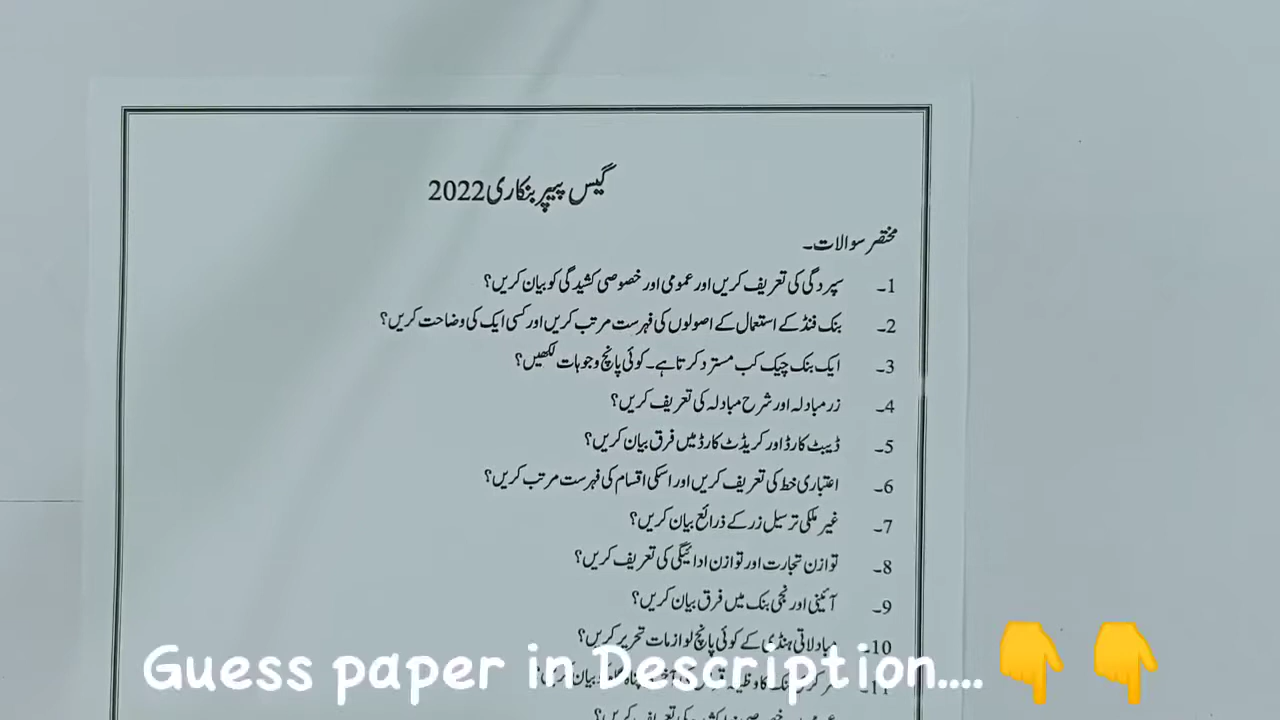 گیس پیپر بنکاری 2022
مختصر سوالات۔
1۔ سپردگی کی تعریف کریں اور عمومی اور خصوصی کشیدگی کو بیان کریں؟
2۔ بنک فنڈ کے استعمال کے اصولوں کی فہرست مرتب کریں اور کسی ایک کی وضاحت کریں؟
3۔ ایک بنک چیک کب مسترد کرتا ہے۔ کوئی پانچ وجوہات لکھیں؟
4۔ زر مبادلہ اور شرح مبادلہ کی تعریف کریں؟
5۔ ڈیبٹ کارڈ اور کریڈٹ کارڈ میں فرق بیان کریں؟
6۔ اعتباری خط کی تعریف کریں اور اسکی اقسام کی فہرست مرتب کریں؟
7۔ غیر ملکی ترسیل زر کے ذرائع بیان کریں؟
8۔ توازن تجارت اور توازن ادائیگی کی تعریف کریں؟
9۔ آئینی اور نجی بنک میں فرق بیان کریں؟
10۔ مبادلاتی ہنڈی کے کوئی پانچ لوازمات تحریر کریں؟
Guess paper in Description....👇👇
11۔ بیان کریں؟
کی تعریف کریں؟